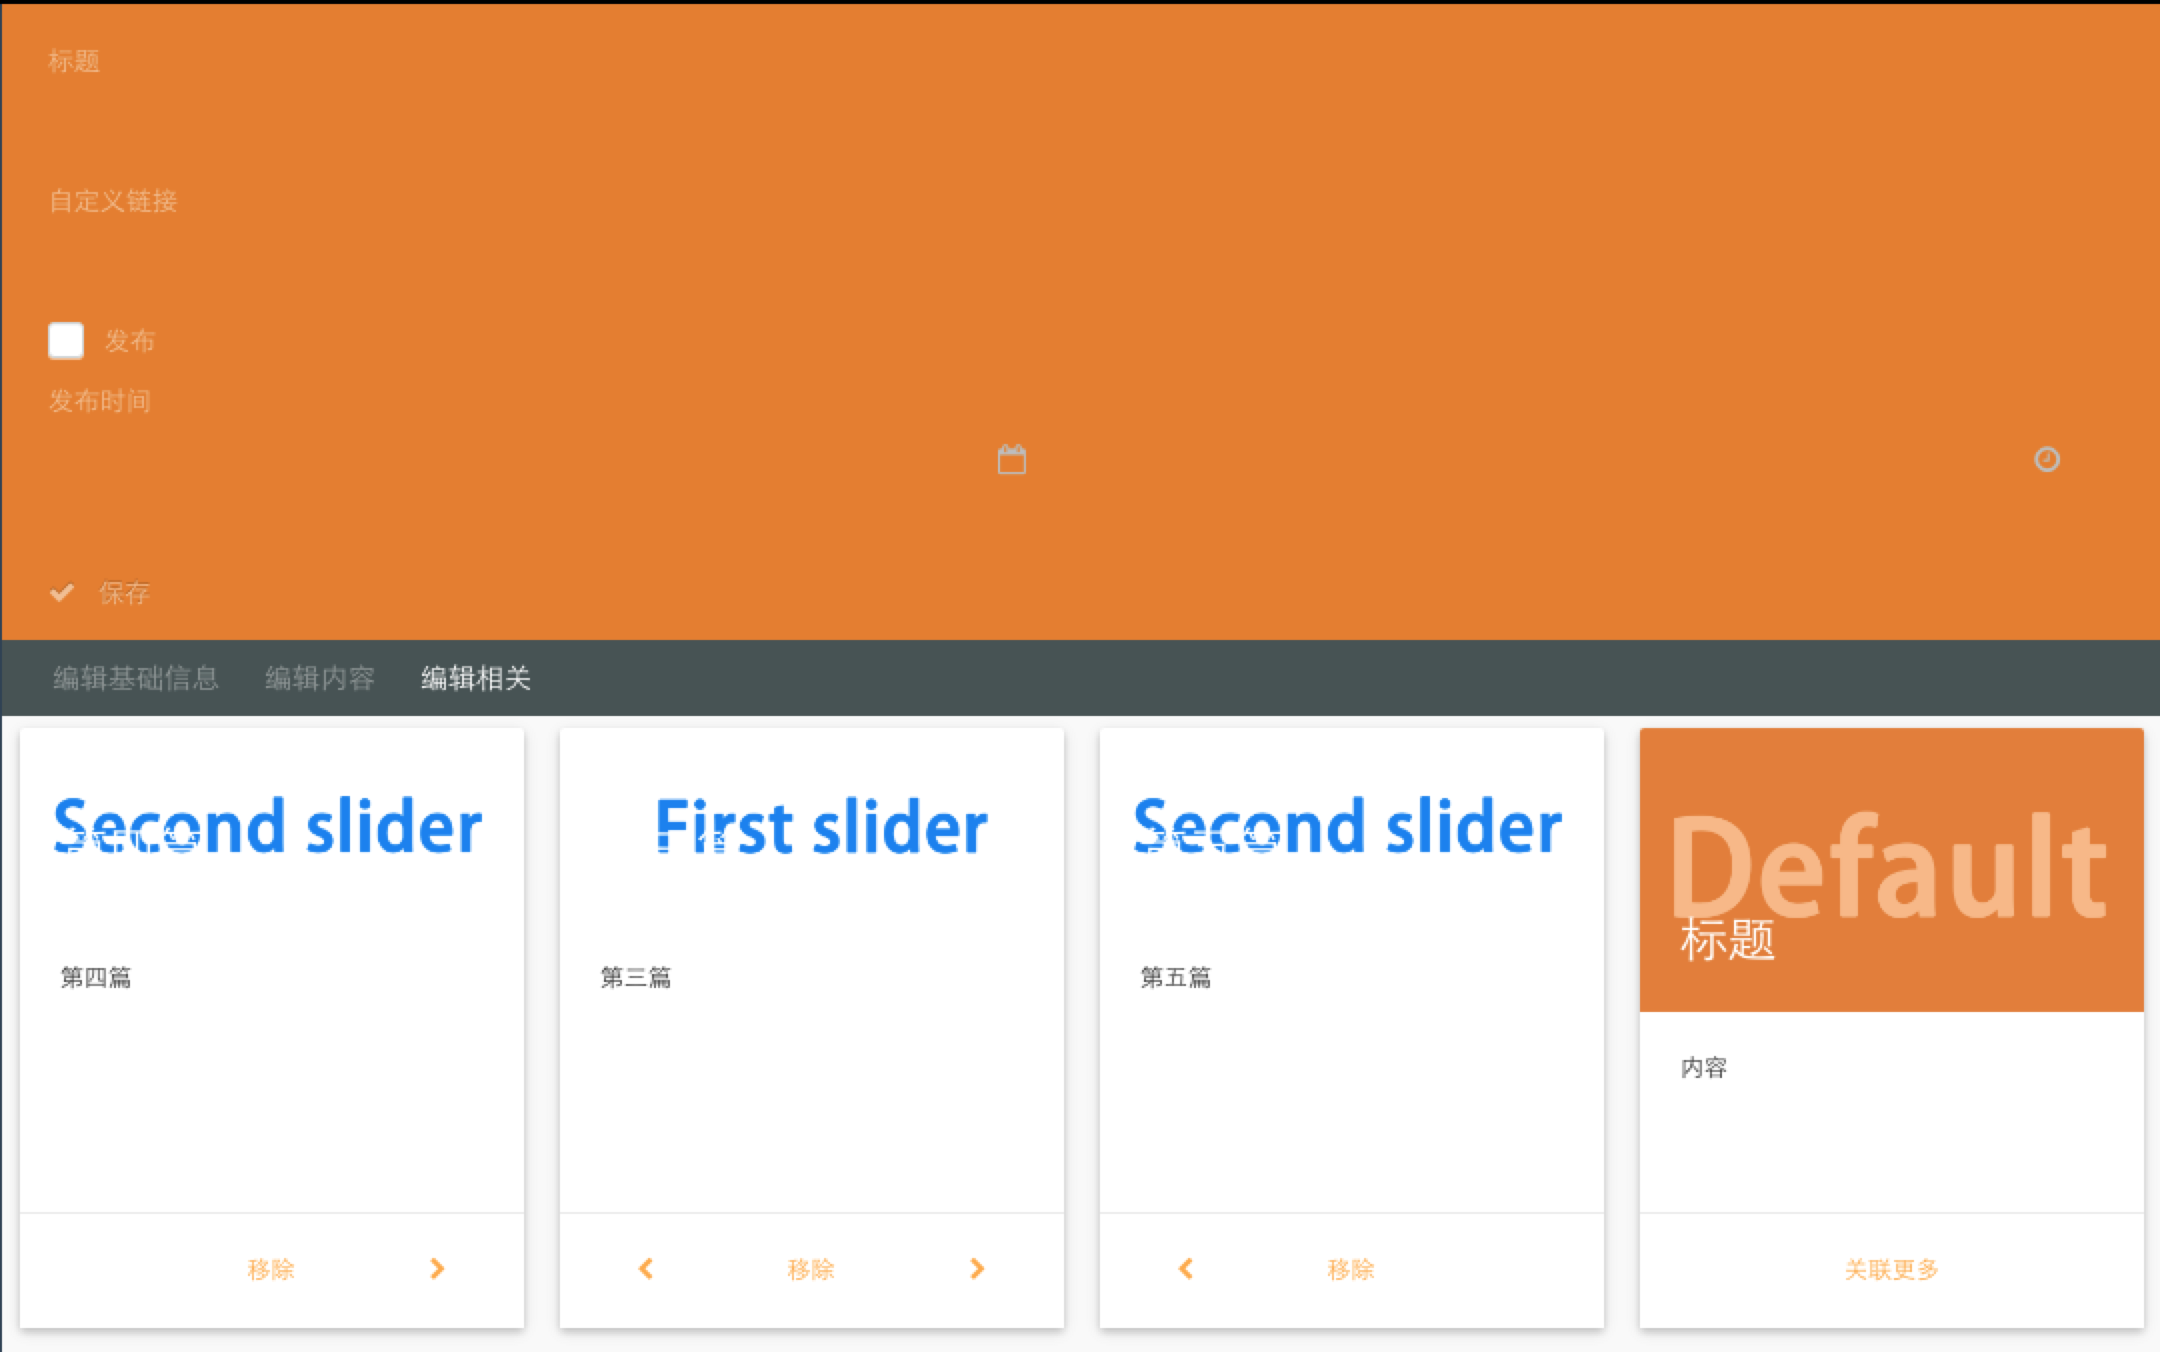 标题
自定义链接
发布
发布时间
保存
编辑基础信息 编辑内容 编辑相关
Second slider
第四篇
移除
First slider
第三篇
移除
Second slider
第五篇
移除
Default
标题
内容
关联更多